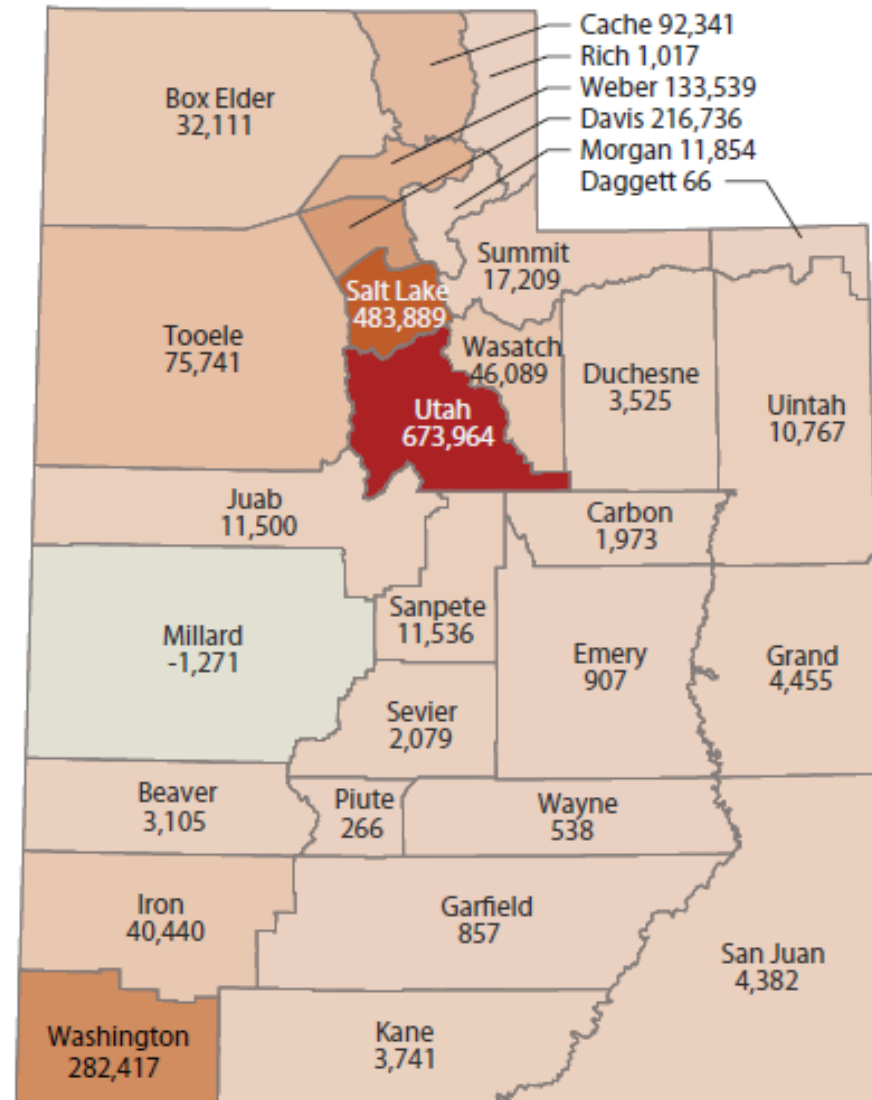 Cache 92,341
Rich 1,017
Weber 133,539
Davis 216,736
Morgan 11,854
Daggett 66
Box Elder
32,111
Summit
17,209
Salt Lake
483,889
Tooele
75,741
Wasatch
46,089
Duchesne
3,525
Uintah
10,767
Utah
673,964
Juab
11,500
Carbon
1,973
Sanpete
11,536
Millard
-1,271
Emery
907
Grand
4,455
Sevier
2,079
Beaver
3,105
Piute
266
Wayne
538
Iron
40,440
Garfield
857
San Juan
4,382
Washington
282,417
Kane
3,741